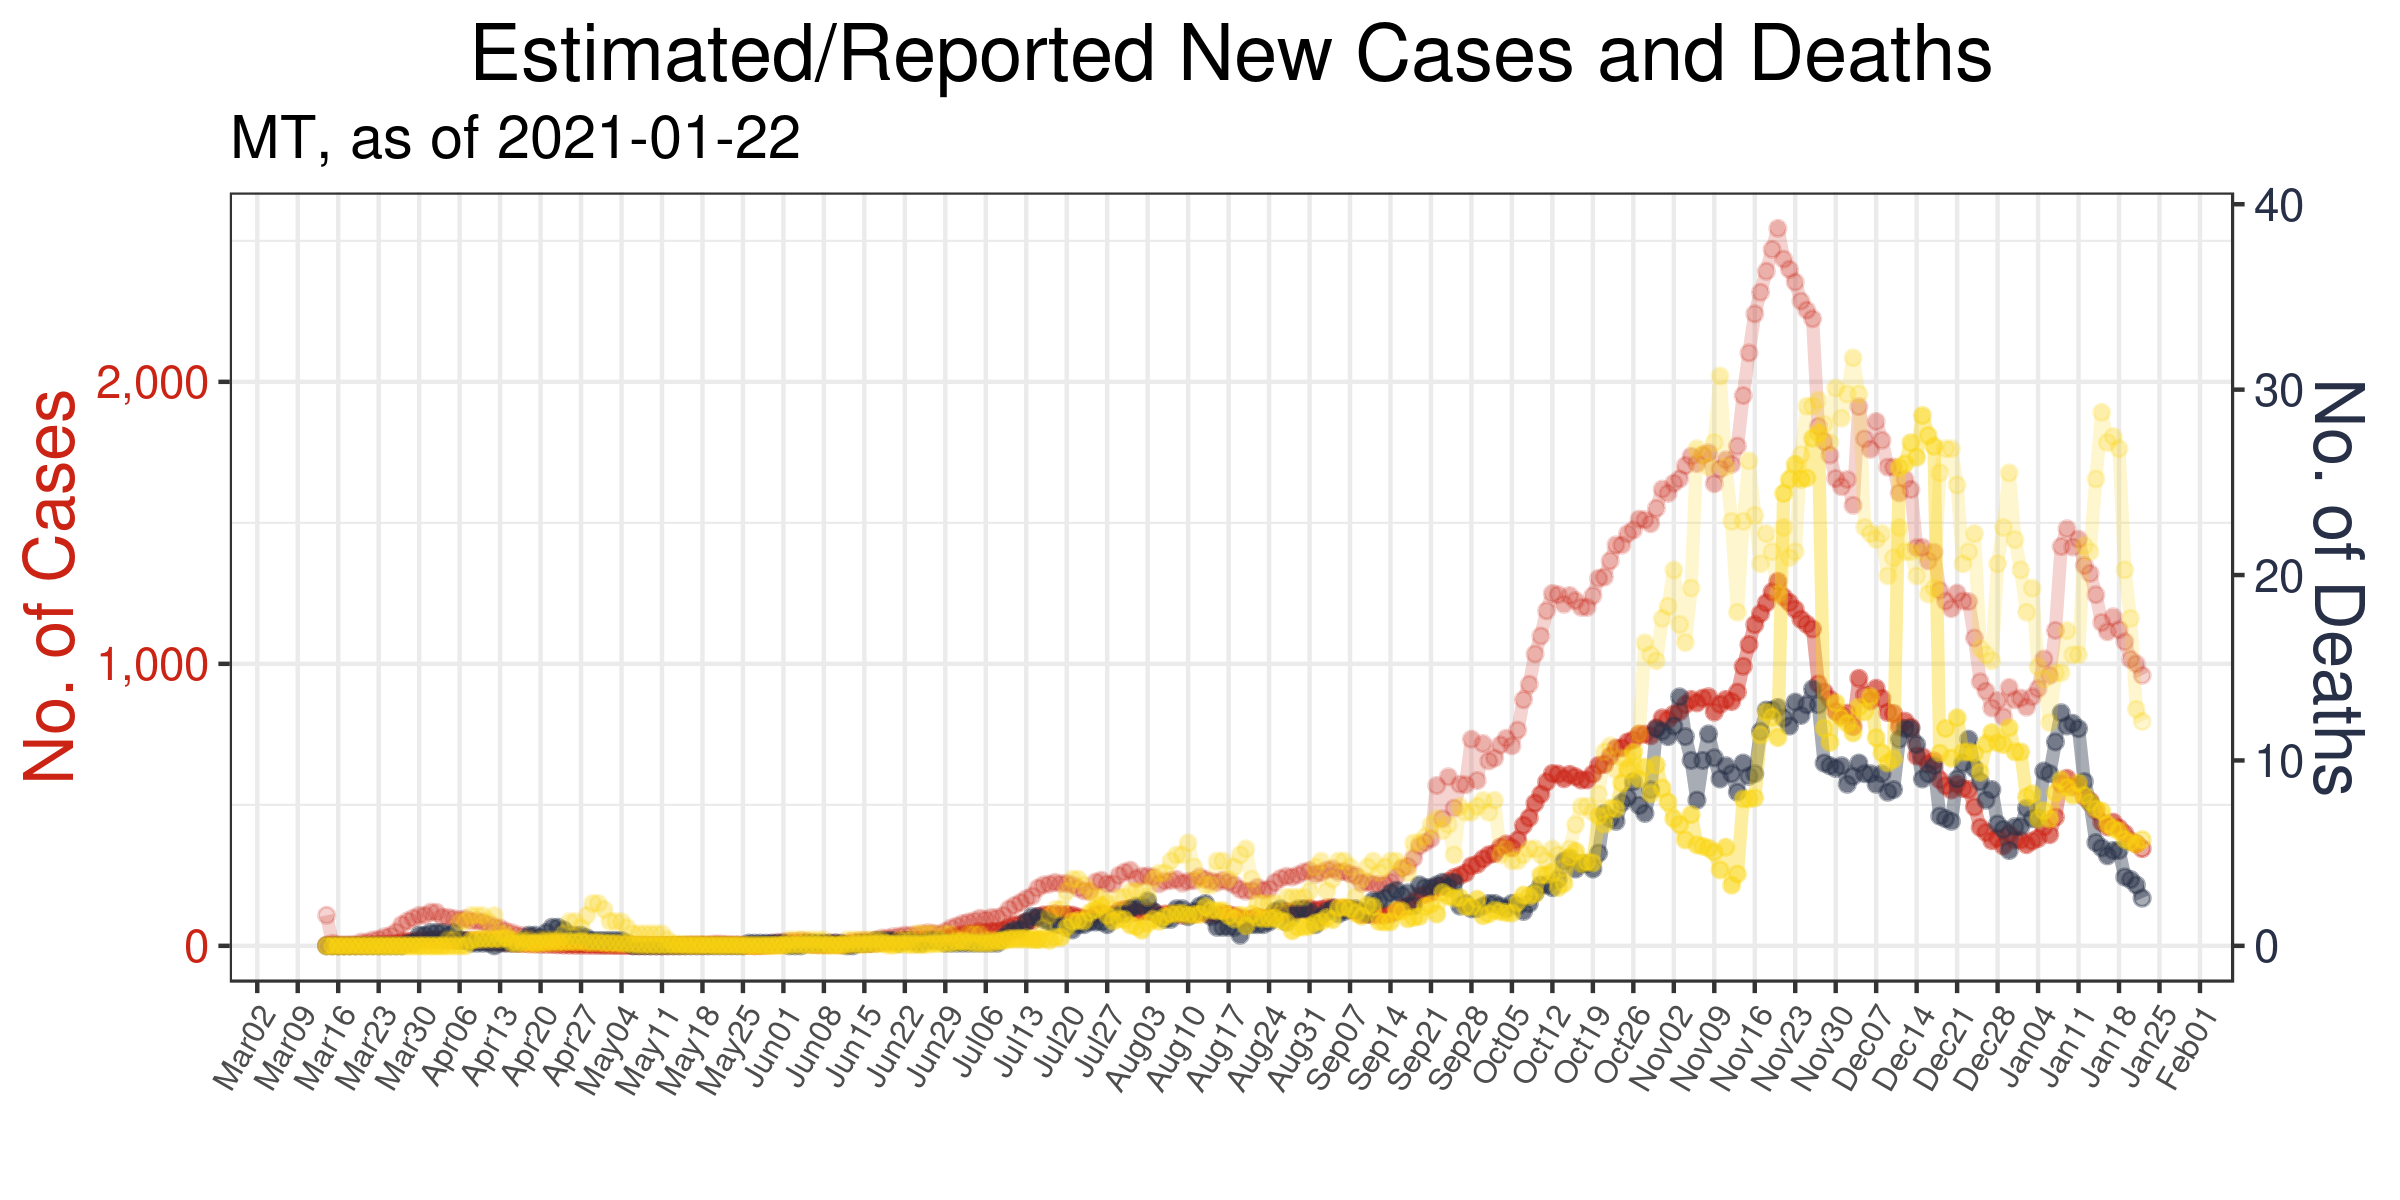 Estimated/Reported New Cases and Deaths
MT, as of 2021-01-22
No. of Cases
2,000
1,000
0
40
30
20
10
0
No. of Deaths
Mar02
Mar09
Mar16
Mar23
Mar30
Apr06
Apr13
Apr20
Apr27
May04
May11
May18
May25
Jun01
Jun08
Jun15
Jun22
Jun29
Jul06
Jul13
Jul20
Jul27
Aug03
Aug10
Aug17
Aug24
Aug31
Sep07
Sep14
Sep21
Sep28
Oct05
Oct12
Oct19
Oct26
Nov02
Nov09
Nov16
Nov23
Nov30
Dec07
Dec14
Dec21
Dec28
Jan04
Jan11
Jan18
Jan25
Feb01